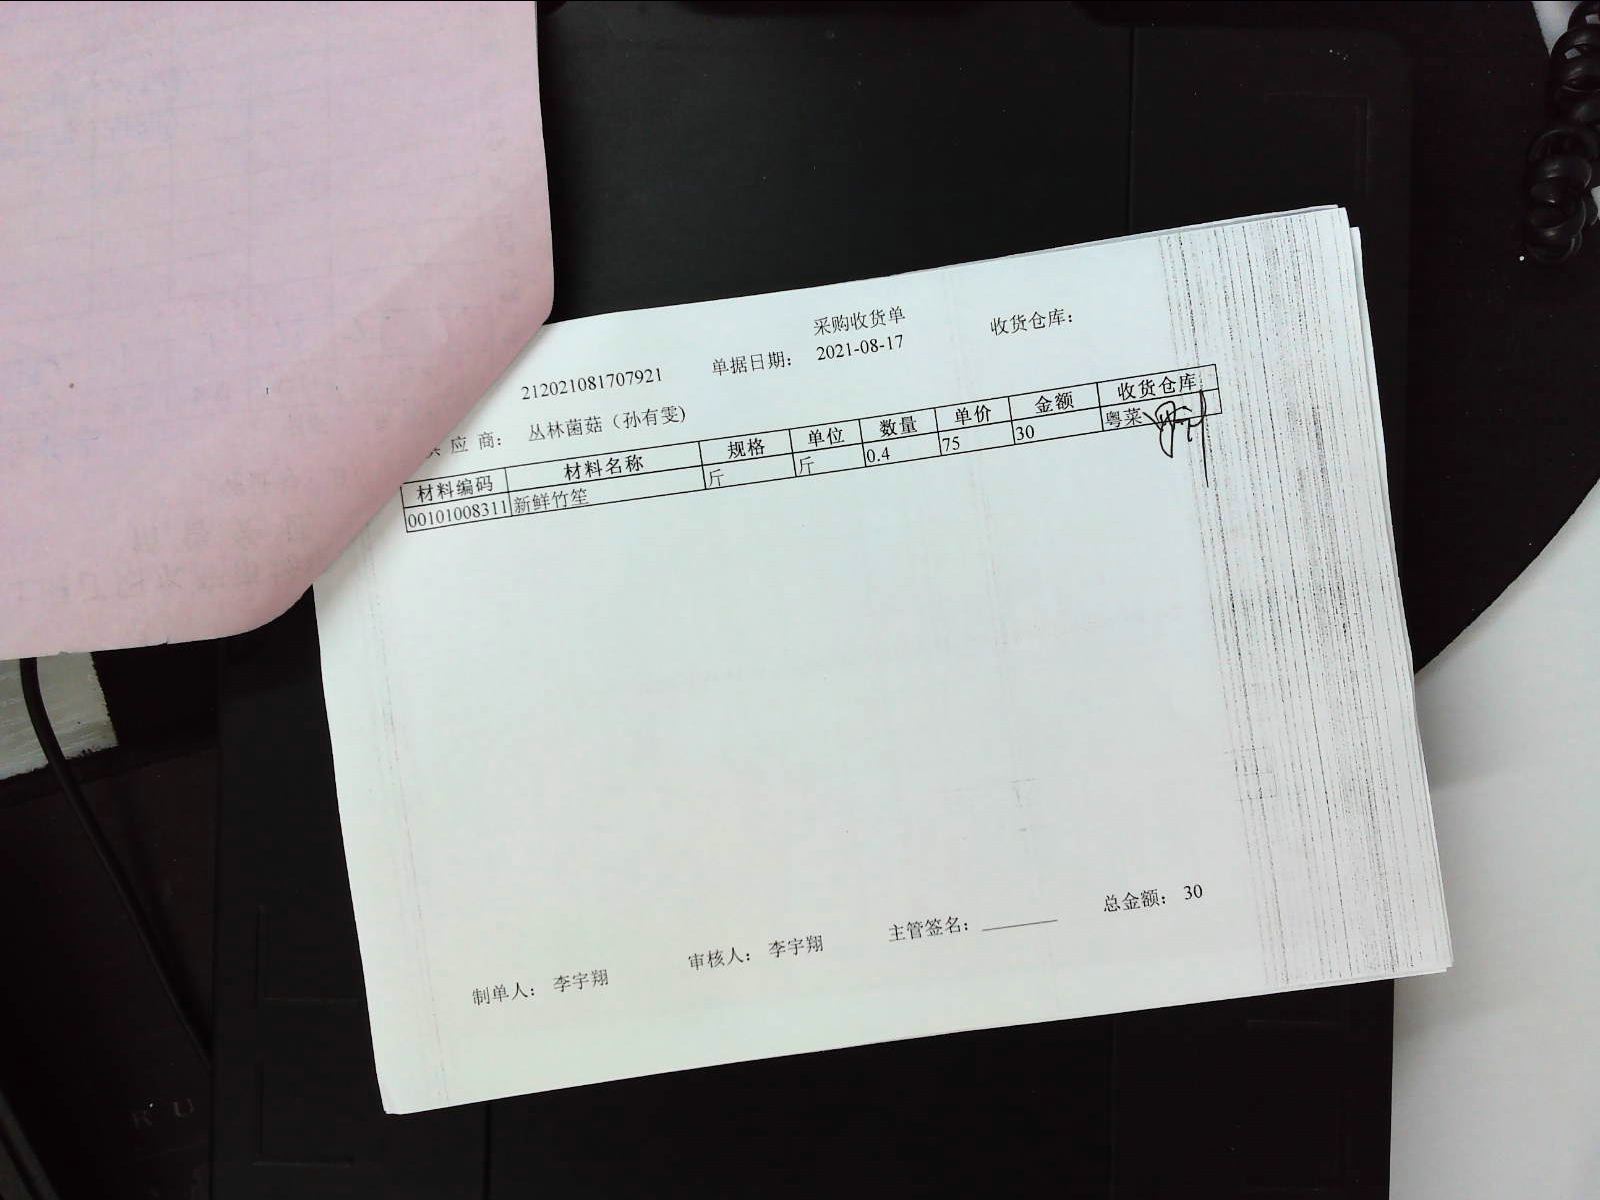 采购收货单
212021081707921 单据日期： 2021-08-17 收货仓库：
应 商： 丛林菌菇（孙有雯）
材料编码 材料名称 规格 单位 数量 单价 金额 收货仓库
00101008311 新鲜竹笙 斤 斤 0.4 75 30 粤菜
制单人： 李宇翔 审核人： 李宇翔 主管签名： 总金额： 30
R U